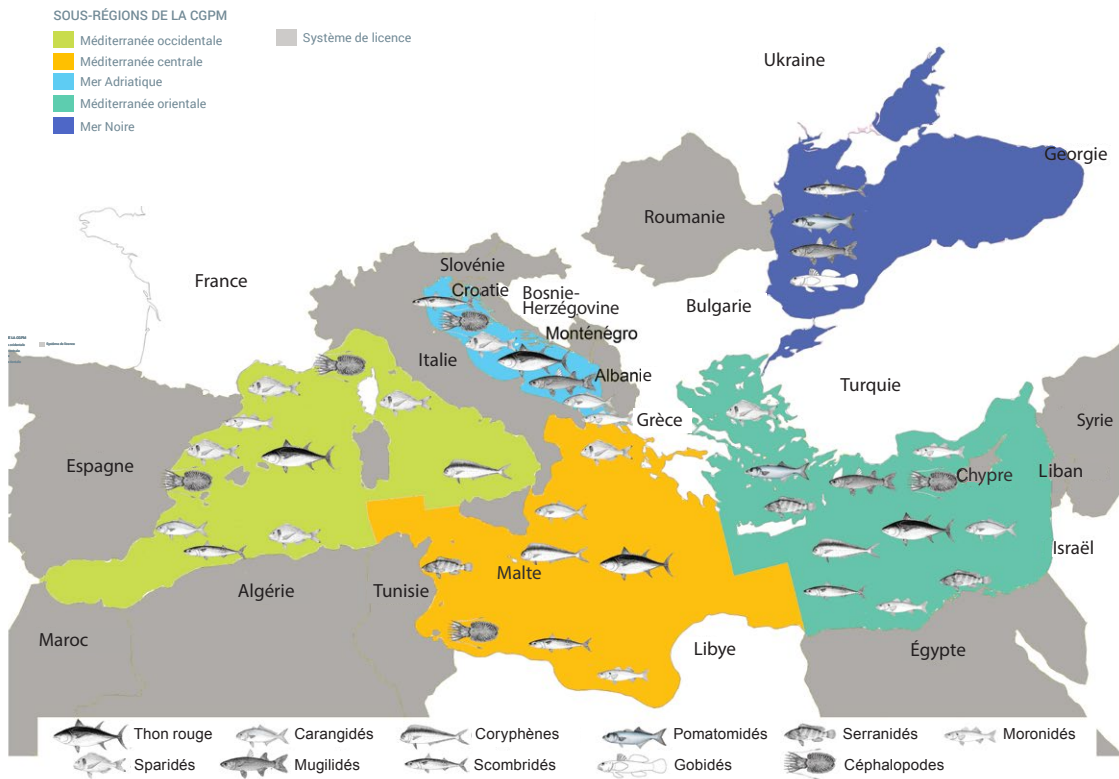 SOUS-RÉGIONS DE LA CGPM
Méditerranée occidentale
Système de licence
Méditerranée centrale
Mer Adriatique
Méditerranée orientale
Mer Noire
Ukraine
Georgie
Roumanie
Slovénie
France
Croatie
Bosnie-
Herzégovine
Bulgarie
Monténégro
Italie
Albanie
Turquie
Grèce
Syrie
Espagne
Chypre
Liban
Israël
Malte
Algérie
Tunisie
Maroc
Libye
Égypte
Thon rouge
Carangidés
Coryphènes
Pomatomidés
Serranidés
Moronidés
Sparidés
Mugilidés
Scombridés
Gobidés
Céphalopodes